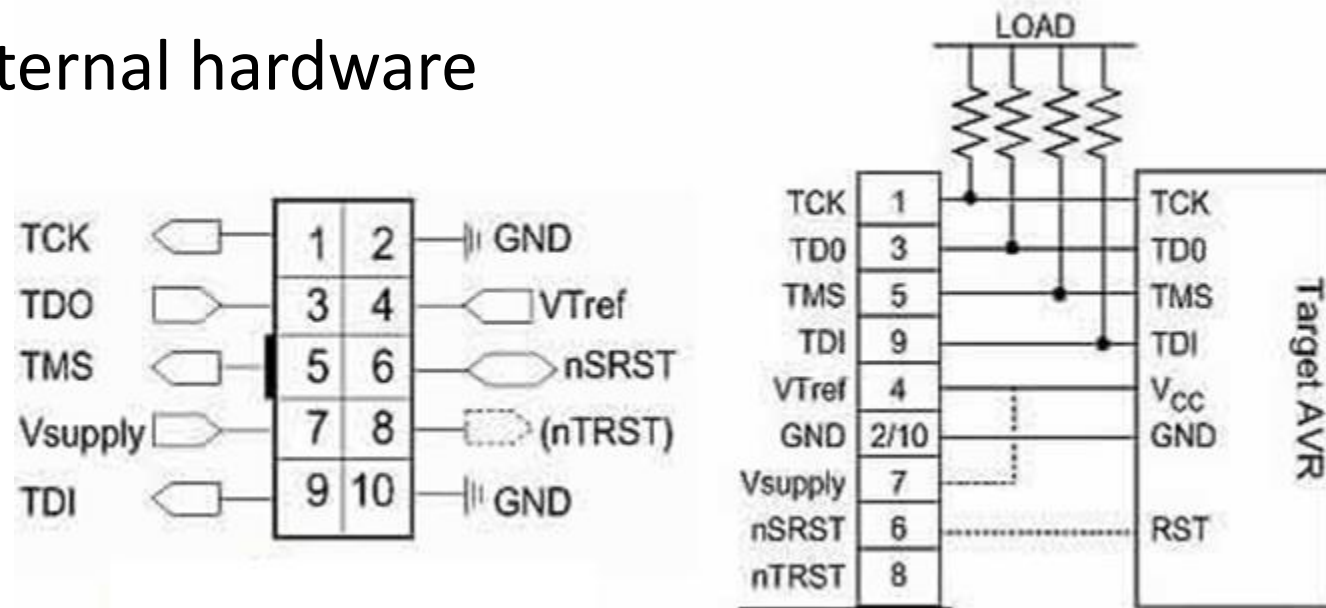 ternal hardware
TCK 1 2 GND
TDO 3 4 VTref
TMS 5 6 nSRST
Vsupply 7 8 (nTRST)
TDI 9 10 GND
LOAD
TCK 1 TCK
TD0 3 TD0
TMS 5 TMS
TDI 9 TDI
VTref 4 VCC
GND 2/10 GND
Vsupply 7
nSRST 6 RST
nTRST 8
Target AVR